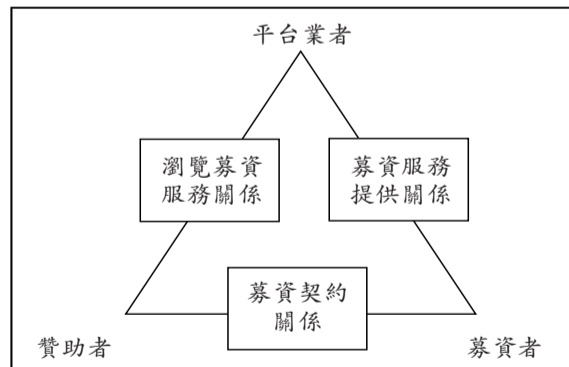 平台業者
瀏覽募資
服務關係
募資服務
提供關係
募資契約
關係
贊助者
募資者